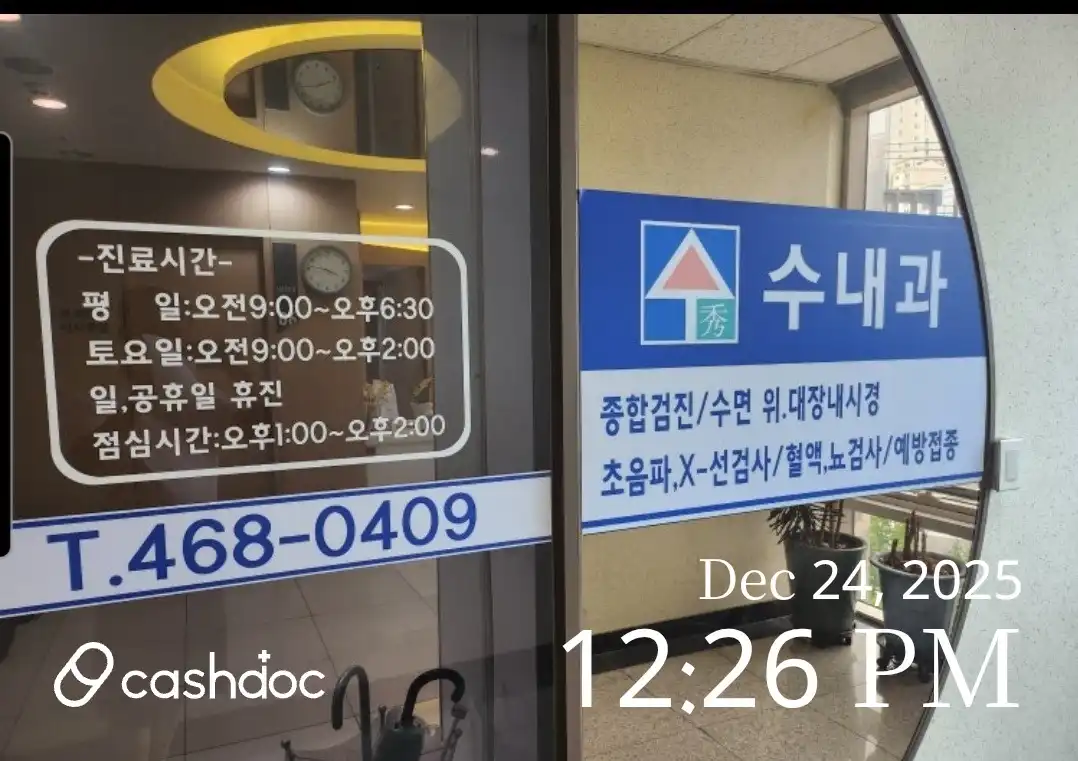 -진료시간-
평 일:오전9:00~오후6:30
토요일:오전9:00~오후2:00
일,공휴일 휴진
점심시간:오후1:00~오후2:00
T.468-0409
秀
수내과
종합검진/수면 위.대장내시경
초음파,X-선검사/혈액,뇨검사/예방접종
Dec 24, 2025
12:26 PM
cashdoc